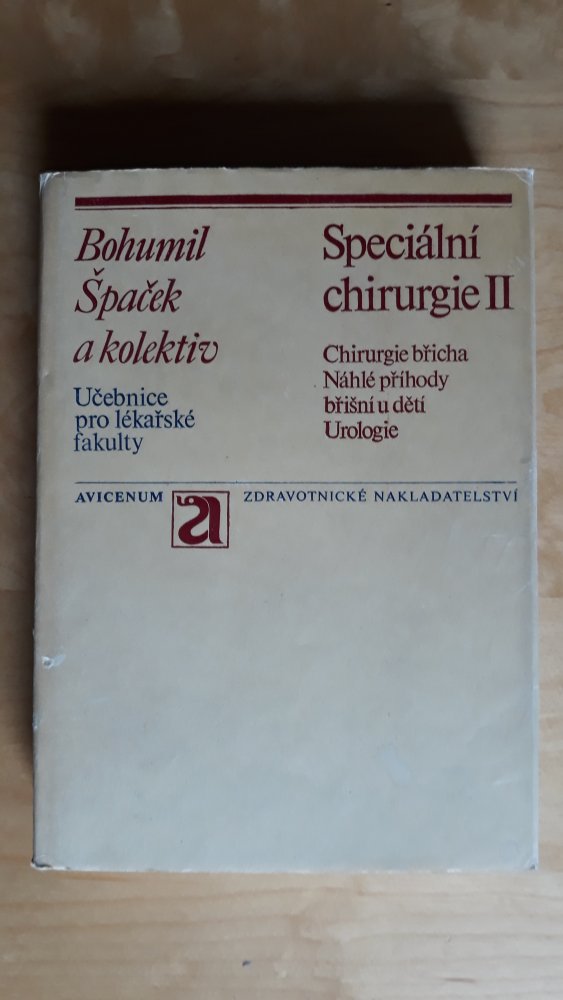 Bohumil
Špaček
a kolektiv
Učebnice
pro lékařské
fakulty
Speciální
chirurgie II
Chirurgie břicha
Náhlé příhody
břišní u dětí
Urologie
AVICENUM
a
ZDRAVOTNICKÉ NAKLADATELSTVÍ